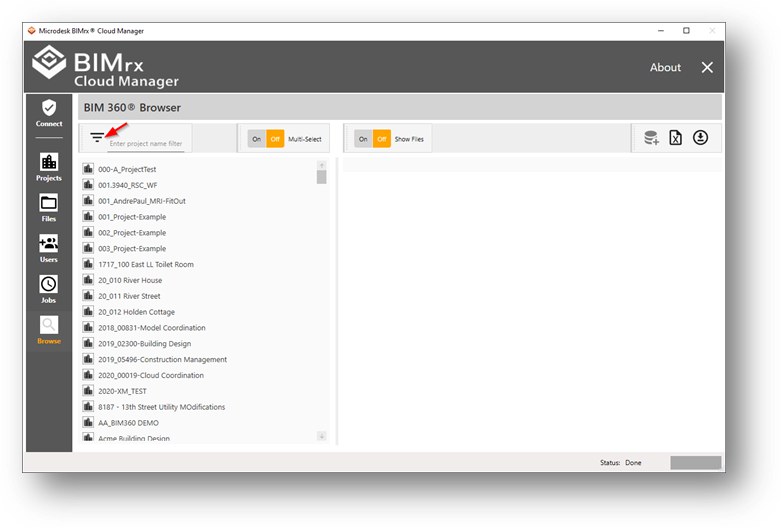 Microdesk BIMrx® Cloud Manager
BIMrx
Cloud Manager
About
BIM 360® Browser
Connect
Projects
Files
Users
Jobs
Browse
Enter project name filter
On Off Multi-Select
On Off Show Files
000-A_ProjectTest
001.3940_RSC_WF
001_AndrePaul_MRI-FitOut
001_Project-Example
002_Project-Example
003_Project-Example
1717_100 East LL Toilet Room
20_010 River House
20_011 River Street
20_012 Holden Cottage
2018_00831-Model Coordination
2019_02300-Building Design
2019_05496-Construction Management
2020_00019-Cloud Coordination
2020-XM_TEST
8187 - 13th Street Utility MOdifications
AA_BIM360 DEMO
Acme Building Design
Status: Done